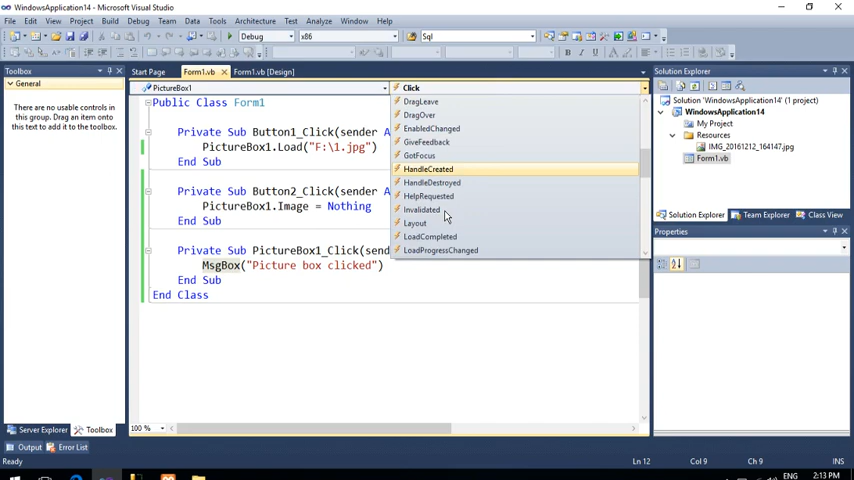 WindowsApplication14 - Microsoft Visual Studio
File Edit View Project Build Debug Team Data Tools Architecture Test Analyze Window Help
Debug x86 Sql
Toolbox
General
There are no usable controls in
this group. Drag an item onto
this text to add it to the toolbox.
Start Page Form1.vb Form1.vb [Design]
PictureBox1 Click
Public Class Form1
Private Sub Button1_Click(sender A
PictureBox1.Load("F:\1.jpg")
End Sub
Private Sub Button2_Click(sender A
PictureBox1.Image = Nothing
End Sub
Private Sub PictureBox1_Click(send
MsgBox("Picture box clicked")
End Sub
End Class
DragLeave
DragOver
EnabledChanged
GiveFeedback
GotFocus
HandleCreated
HandleDestroyed
HelpRequested
Invalidated
Layout
LoadCompleted
LoadProgressChanged
Solution Explorer
Solution 'WindowsApplication14' (1 project)
WindowsApplication14
My Project
Resources
IMG_20161212_164147.jpg
Form1.vb
Solution Explorer Team Explorer Class View
Properties
100 %
Server Explorer Toolbox
Output Error List
Ready Ln 12 Col 9 Ch 9 INS
ENG 2:13 PM